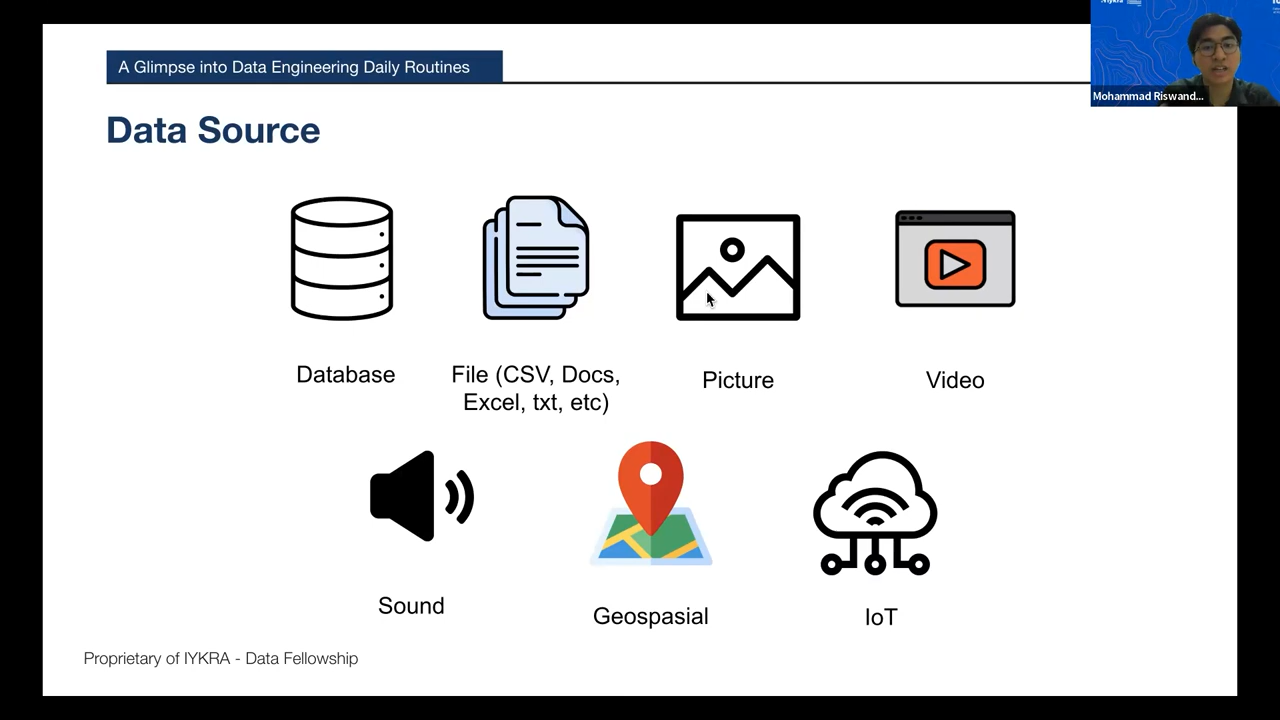 A Glimpse into Data Engineering Daily Routines
Mohammad Riswand...
Data Source
Database
File (CSV, Docs,
Excel, txt, etc)
Picture
Video
Sound
Geospasial
IoT
Proprietary of IYKRA - Data Fellowship